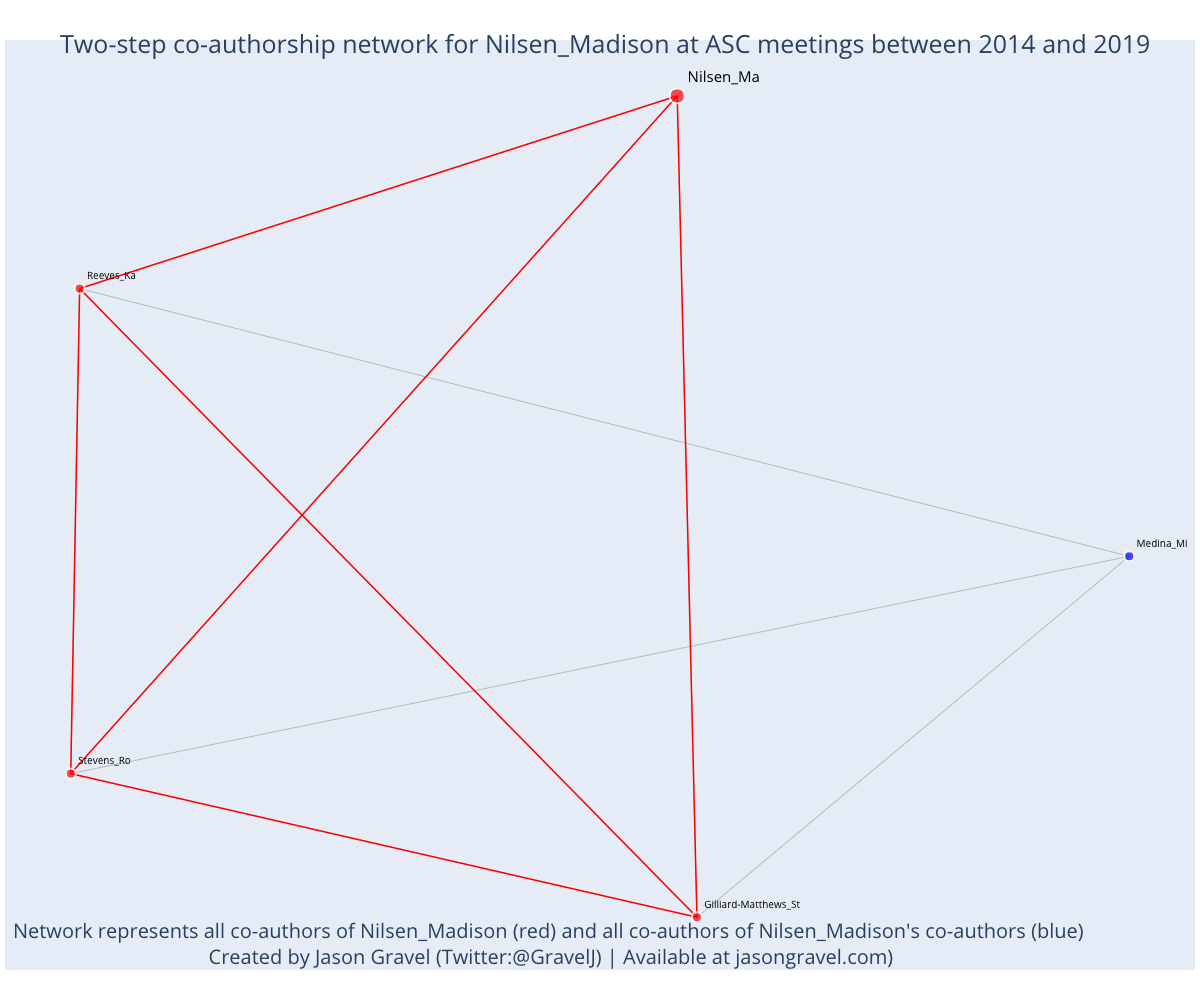 Two-step co-authorship network for Nilsen_Madison at ASC meetings between 2014 and 2019
Nilsen_Ma
Reeves_Ka
Medina_Mi
Stevens_Ro
Gilliard-Matthews_St
Network represents all co-authors of Nilsen_Madison (red) and all co-authors of Nilsen_Madison's co-authors (blue)
Created by Jason Gravel (Twitter:@GravelJ) | Available at jasongravel.com)